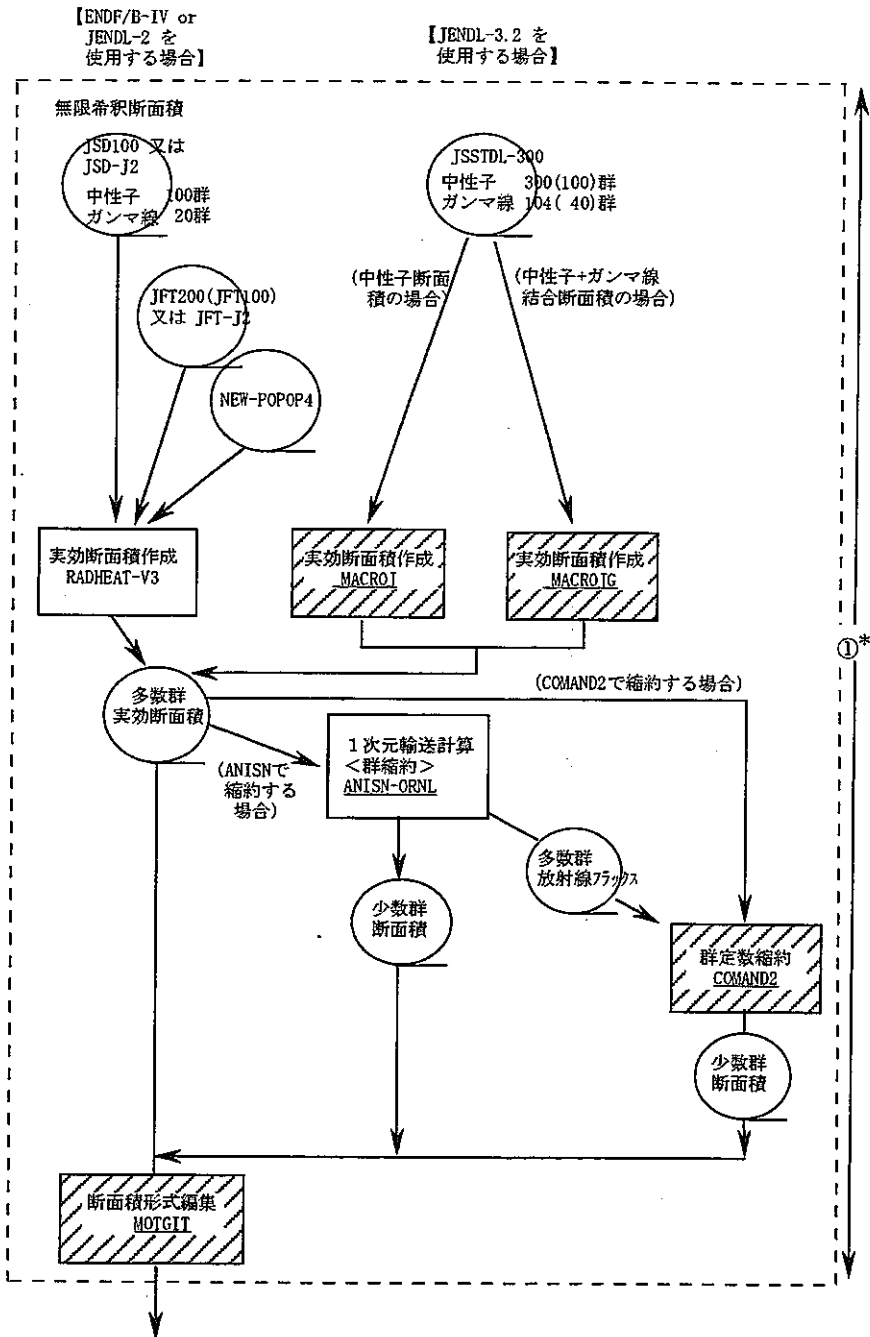 【ENDF/B-IV or
JENDL-2 を
使用する場合】
【JENDL-3.2 を
使用する場合】
無限希釈断面積
JSD100 又は
JSD-J2
中性子 100群
ガンマ線 20群
JSSTDL-300
中性子 300(100)群
ガンマ線 104( 40)群
(中性子断面
積の場合)
(中性子+ガンマ線
結合断面積の場合)
JFT200(JFT100)
又は JFT-J2
NEW-POPOP4
実効断面積作成
RADHEAT-V3
実効断面積作成
MACROI
実効断面積作成
MACROIG
①*
(COMAND2で縮約する場合)
多数群
実効断面積
(ANISNで
縮約する
場合)
1次元輸送計算
<群縮約>
ANISN-ORNL
多数群
放射線フラックス
少数群
断面積
群定数縮約
COMAND2
少数群
断面積
断面積形式編集
MOTGIT